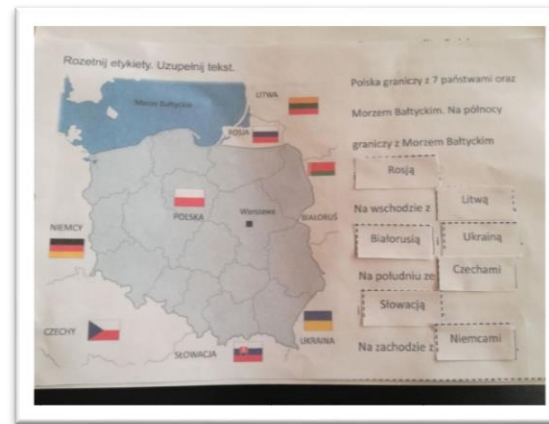 Rozetnij etykiety. Uzupełnij tekst.
Morze Bałtyckie
LITWA
ROSJA
POLSKA
Warszawa
BIAŁORUŚ
NIEMCY
CZECHY
SŁOWACJA
UKRAINA
Polska graniczy z 7 państwami oraz
Morzem Bałtyckim. Na północy
graniczy z Morzem Bałtyckim
Rosją
Na wschodzie z Litwą
Białorusią Ukrainą
Na południu ze Czechami
Słowacją
Na zachodzie z Niemcami